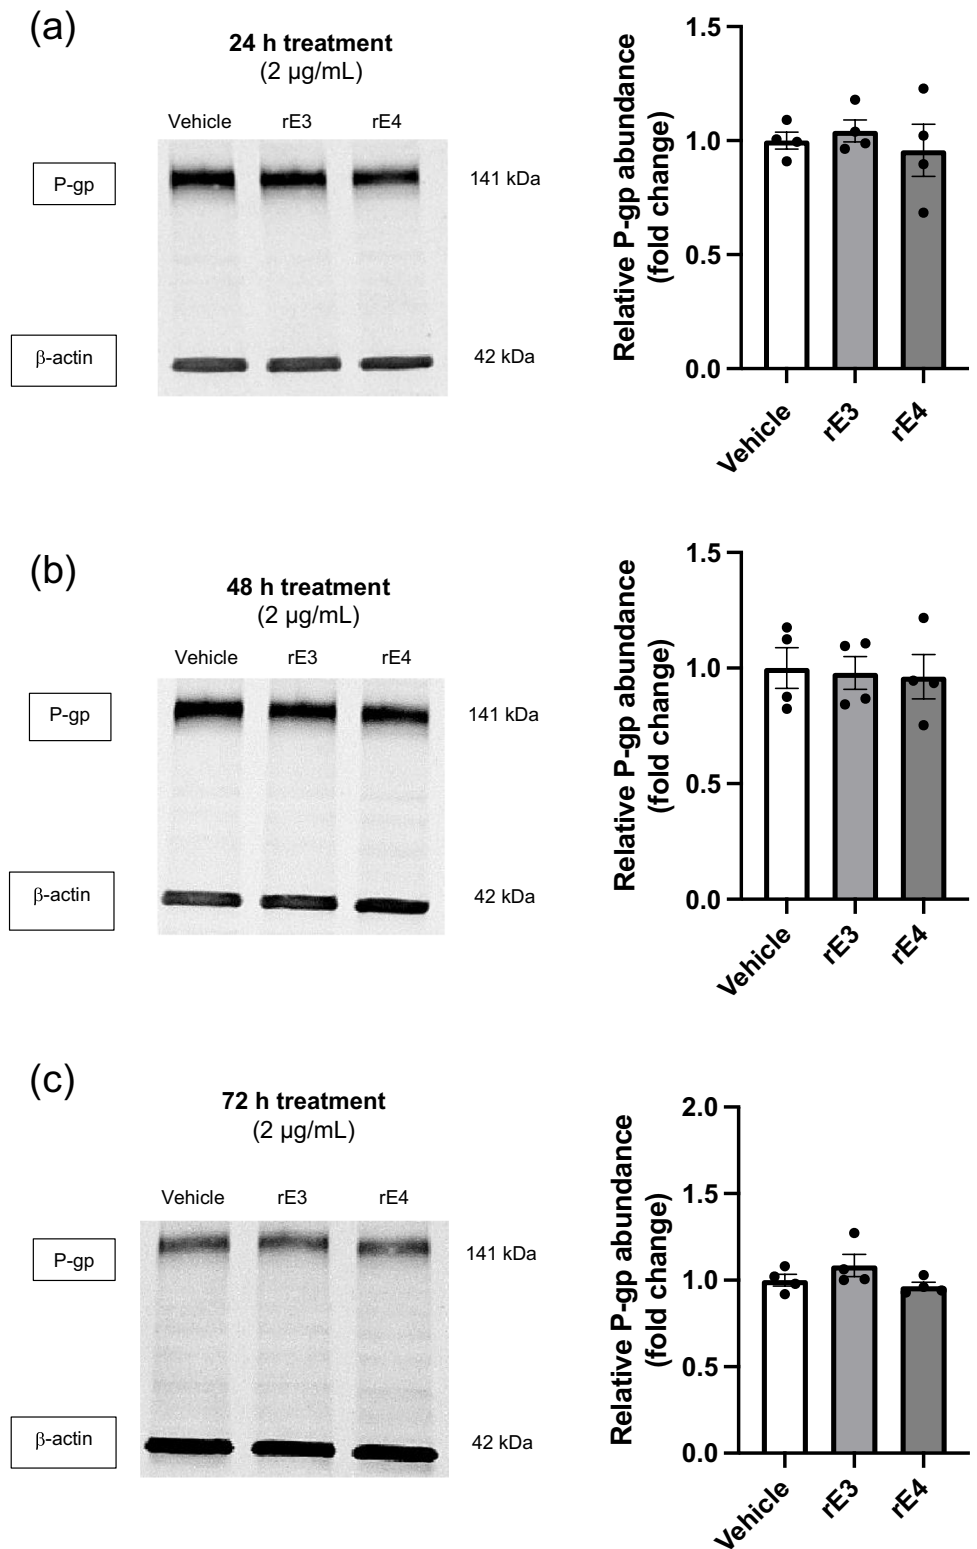 (a)
24 h treatment
(2 µg/mL)
Vehicle rE3 rE4
P-gp
141 kDa
β-actin
42 kDa
Relative P-gp abundance
(fold change)
1.5
1.0
0.5
0.0
Vehicle
rE3
rE4
(b)
48 h treatment
(2 µg/mL)
Vehicle rE3 rE4
P-gp
141 kDa
β-actin
42 kDa
Relative P-gp abundance
(fold change)
1.5
1.0
0.5
0.0
Vehicle
rE3
rE4
(c)
72 h treatment
(2 µg/mL)
Vehicle rE3 rE4
P-gp
141 kDa
β-actin
42 kDa
Relative P-gp abundance
(fold change)
2.0
1.5
1.0
0.5
0.0
Vehicle
rE3
rE4